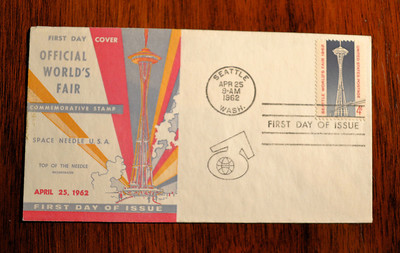 FIRST DAY COVER
OFFICIAL
WORLD'S
FAIR
COMMEMORATIVE STAMP
SPACE NEEDLE U.S.A.
TOP OF THE NEEDLE
APRIL 25, 1962
FIRST DAY OF ISSUE
SEATTLE
APR 25
9-AM
1962
WASH.
FIRST DAY OF ISSUE
4¢